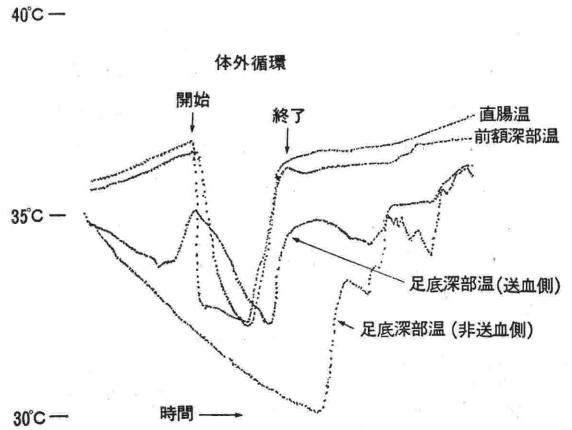 40℃
体外循環
開始
終了
直腸温
前額深部温
35℃
足底深部温(送血側)
足底深部温(非送血側)
30℃
時間